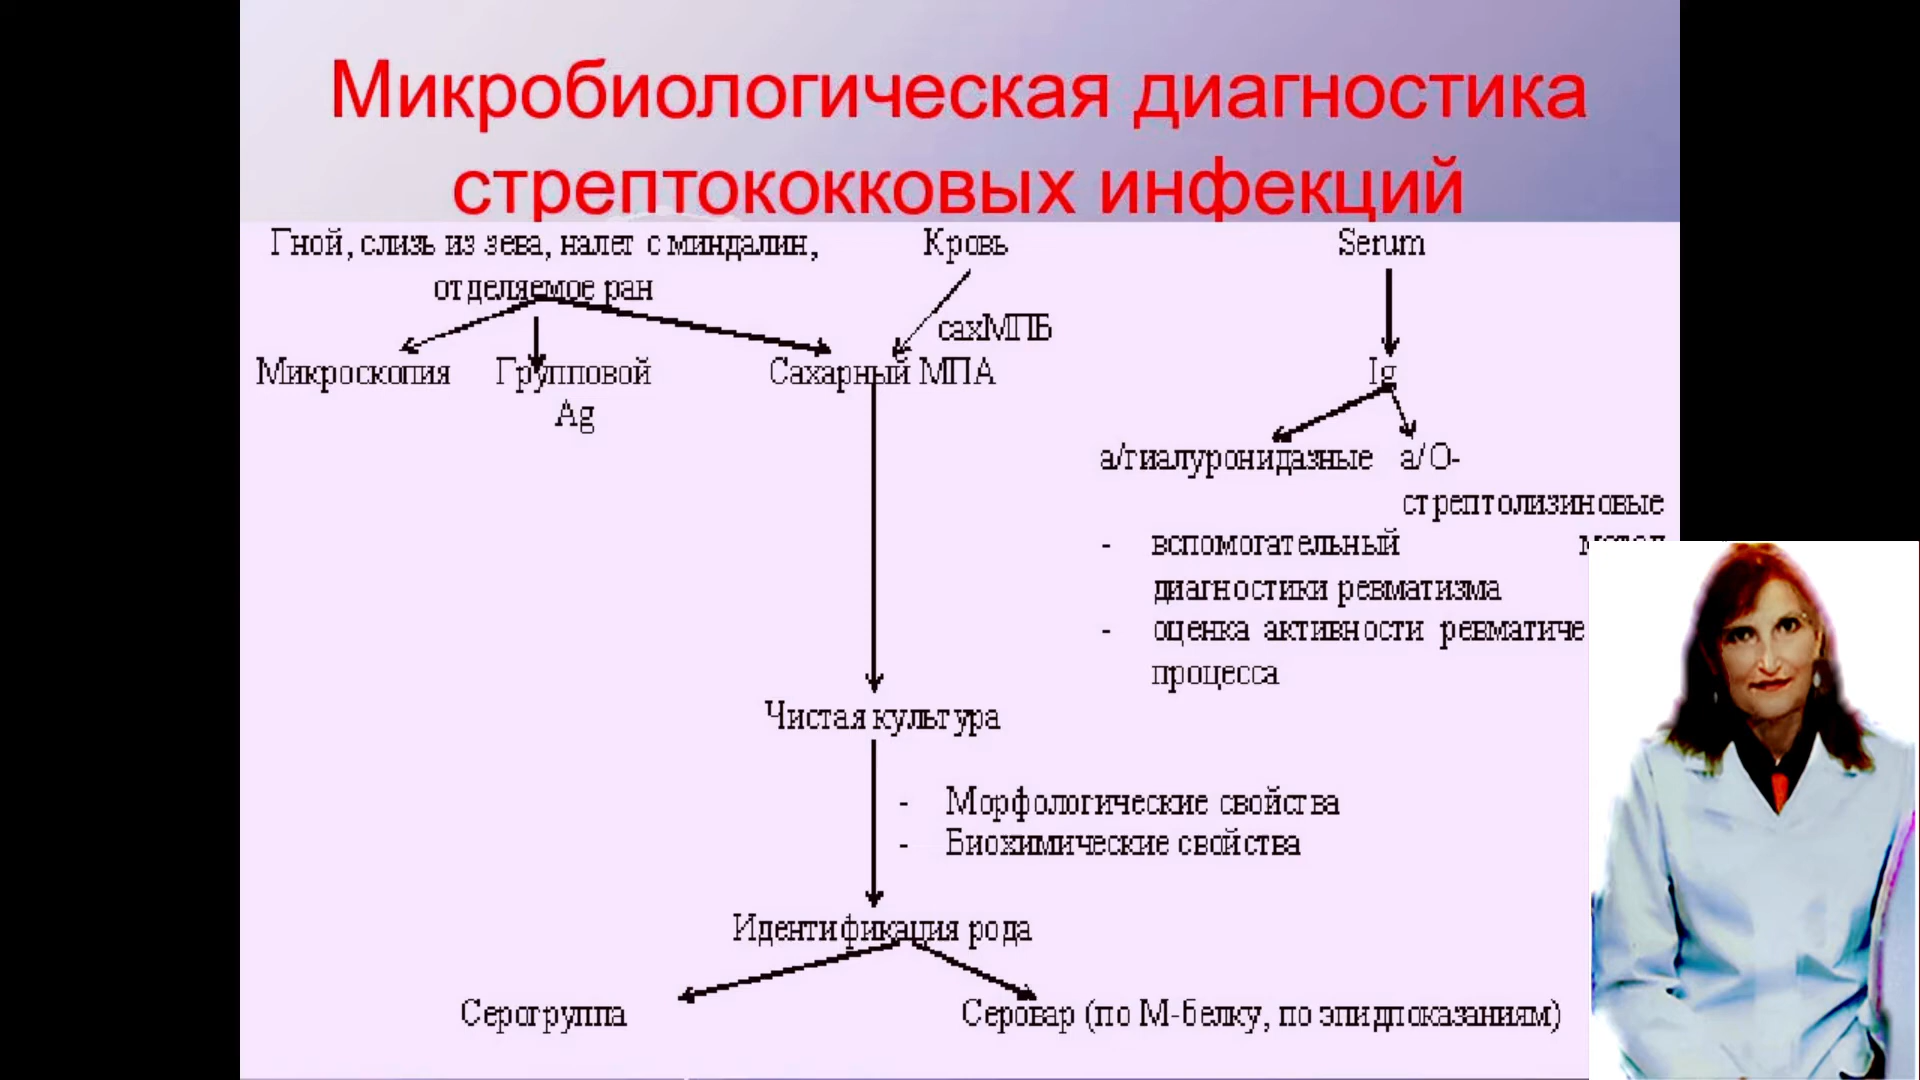 Микробиологическая диагностика
стрептококковых инфекций
Гной, слизь из зева, налет с миндалин,
отделяемое ран
Кровь
Serum
сахМПБ
Микроскопия
Групповой
Ag
Сахарный МПА
Ig
а/гиалуронидазные
а/О-
стрептолизиновые
- вспомогательный
диагностики ревматизма
- оценка активности ревматиче
процесса
Чистая культура
- Морфологические свойства
- Биохимические свойства
Идентификация рода
Серогруппа
Серовар (по М-белку, по эпидпоказаниям)